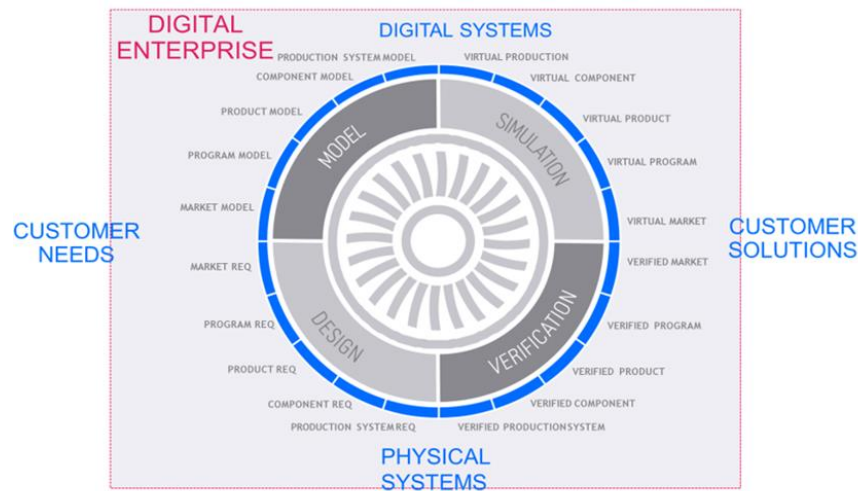 DIGITAL
ENTERPRISE
DIGITAL SYSTEMS
PRODUCTION SYSTEM MODEL
VIRTUAL PRODUCTION
COMPONENT MODEL
VIRTUAL COMPONENT
PRODUCT MODEL
VIRTUAL PRODUCT
MODEL
SIMULATION
PROGRAM MODEL
VIRTUAL PROGRAM
MARKET MODEL
VIRTUAL MARKET
CUSTOMER
NEEDS
CUSTOMER
SOLUTIONS
MARKET REQ
VERIFIED MARKET
DESIGN
VERIFICATION
PROGRAM REQ
VERIFIED PROGRAM
PRODUCT REQ
VERIFIED PRODUCT
COMPONENT REQ
VERIFIED COMPONENT
PRODUCTION SYSTEM REQ
VERIFIED PRODUCTION SYSTEM
PHYSICAL
SYSTEMS